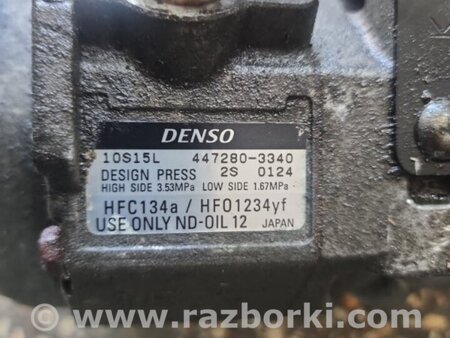 DENSO
10S15L 447280-3340
DESIGN PRESS 2S 0124
HIGH SIDE 3.53MPa LOW SIDE 1.67MPa
HFC134a / HFO1234yf
USE ONLY ND-OIL 12 JAPAN
www.razborki.com